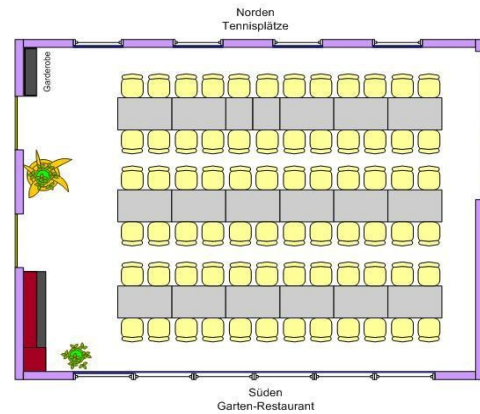 Norden
Tennisplätze
Garderobe
Süden
Garten-Restaurant